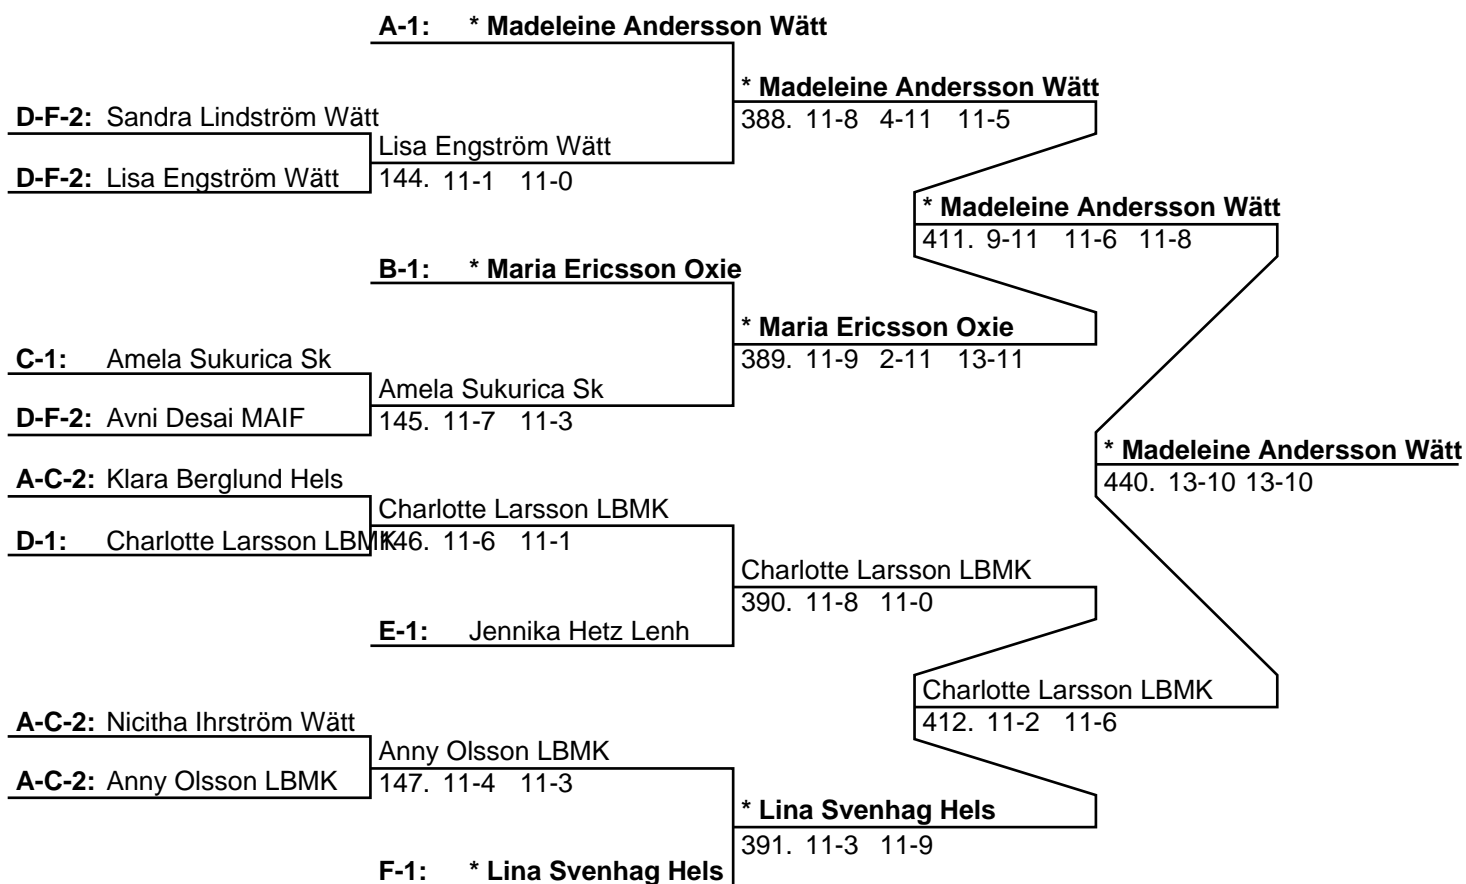 A-1: * Madeleine Andersson Wätt
* Madeleine Andersson Wätt
D-F-2: Sandra Lindström Wätt
388. 11-8 4-11 11-5
Lisa Engström Wätt
D-F-2: Lisa Engström Wätt
144. 11-1 11-0
* Madeleine Andersson Wätt
411. 9-11 11-6 11-8
B-1: * Maria Ericsson Oxie
* Maria Ericsson Oxie
C-1: Amela Sukurica Sk
389. 11-9 2-11 13-11
Amela Sukurica Sk
D-F-2: Avni Desai MAIF
145. 11-7 11-3
* Madeleine Andersson Wätt
A-C-2: Klara Berglund Hels
440. 13-10 13-10
Charlotte Larsson LBMK
D-1: Charlotte Larsson LBMK
146. 11-6 11-1
Charlotte Larsson LBMK
390. 11-8 11-0
E-1: Jennika Hetz Lenh
Charlotte Larsson LBMK
A-C-2: Nicitha Ihrström Wätt
412. 11-2 11-6
Anny Olsson LBMK
A-C-2: Anny Olsson LBMK
147. 11-4 11-3
* Lina Svenhag Hels
391. 11-3 11-9
F-1: * Lina Svenhag Hels